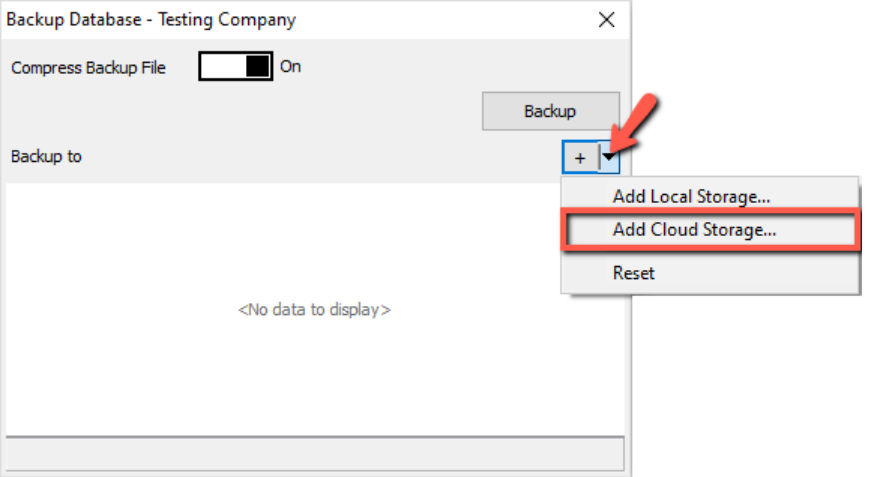 Backup Database - Testing Company
Compress Backup File On
Backup
Backup to +
Add Local Storage...
Add Cloud Storage...
Reset
<No data to display>